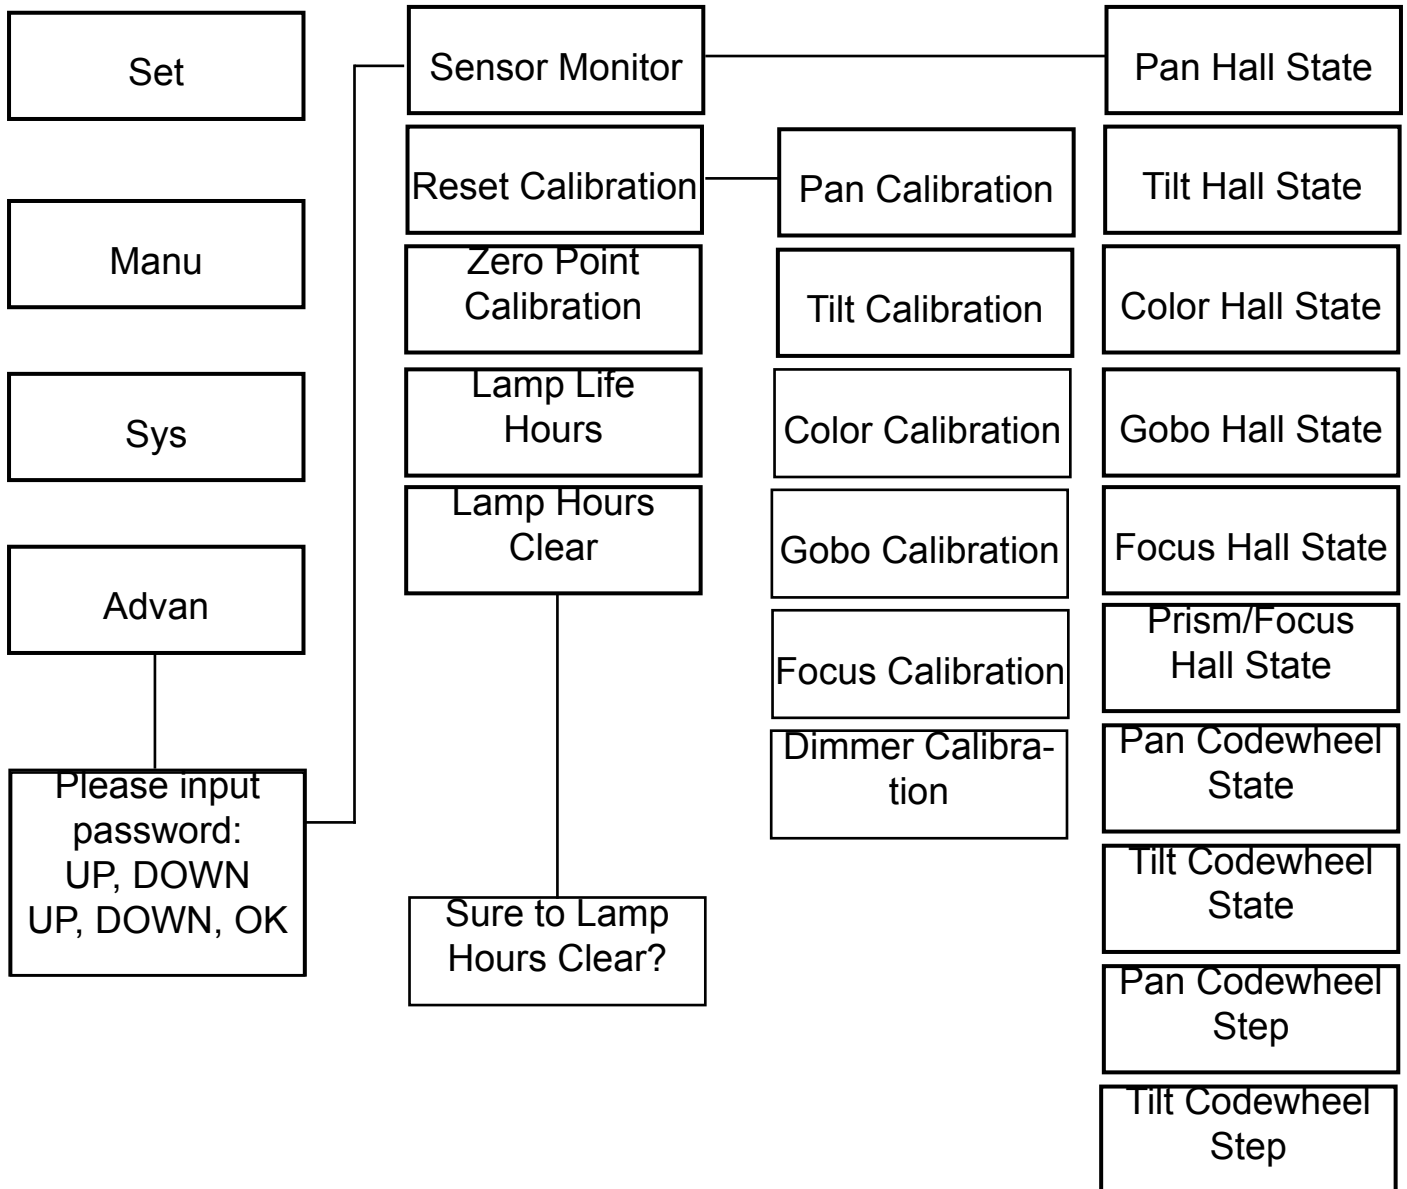 Set
Manu
Sys
Advan
Please input
password:
UP, DOWN
UP, DOWN, OK
Sensor Monitor
Reset Calibration
Zero Point
Calibration
Lamp Life
Hours
Lamp Hours
Clear
Sure to Lamp
Hours Clear?
Pan Calibration
Tilt Calibration
Color Calibration
Gobo Calibration
Focus Calibration
Dimmer Calibra-
tion
Pan Hall State
Tilt Hall State
Color Hall State
Gobo Hall State
Focus Hall State
Prism/Focus
Hall State
Pan Codewheel
State
Tilt Codewheel
State
Pan Codewheel
Step
Tilt Codewheel
Step